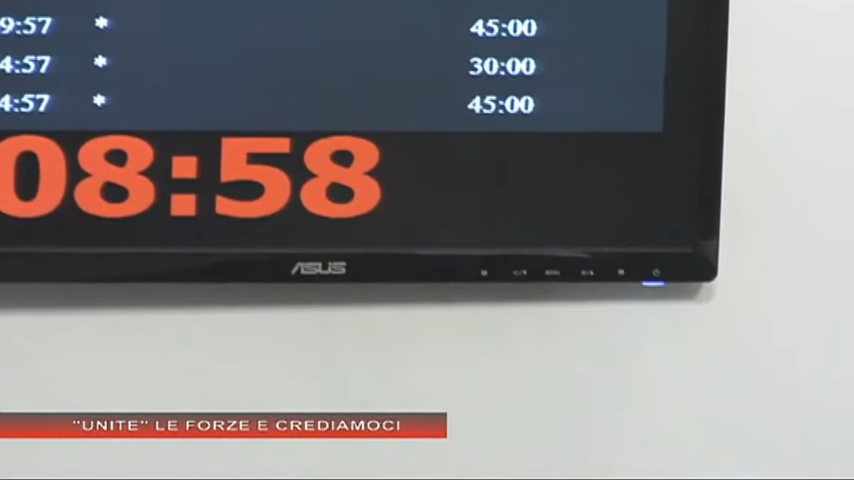 9:57 * 45:00
4:57 * 30:00
4:57 * 45:00
08:58
ASUS
"UNITE" LE FORZE E CREDIAMOCI